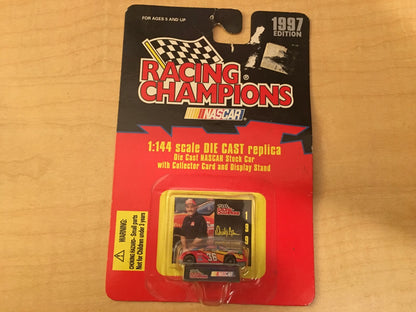 FOR AGES 5 AND UP
1997
EDITION
RACING
CHAMPIONS
NASCAR
1:144 scale DIE CAST replica
Die Cast NASCAR Stock Car
with Collector Card and Display Stand
WARNING:
CHOKING HAZARD-Small parts
Not for Children under 3 years
36
NASCAR